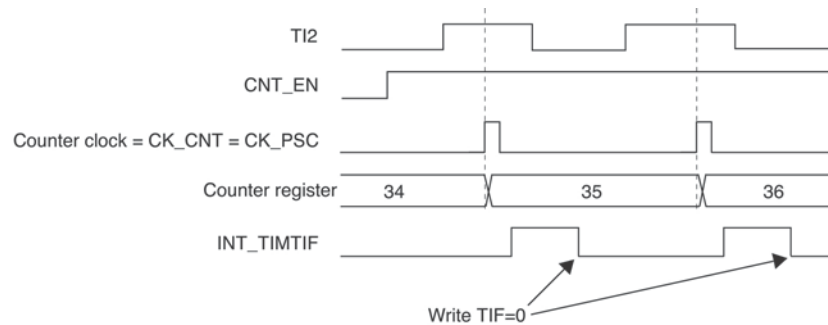 TI2
CNT_EN
Counter clock = CK_CNT = CK_PSC
Counter register 34 35 36
INT_TIMTIF
Write TIF=0